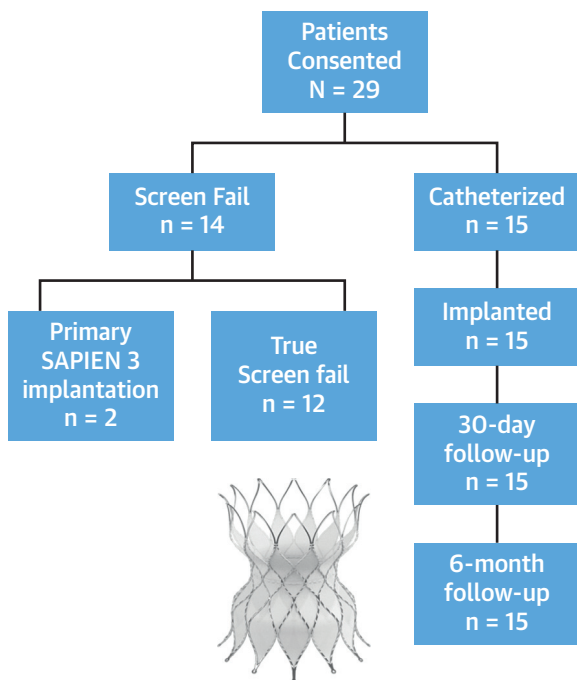 Patients
Consented
N = 29
Screen Fail
n = 14
Catheterized
n = 15
Primary
SAPIEN 3
implantation
n = 2
True
Screen fail
n = 12
Implanted
n = 15
30-day
follow-up
n = 15
6-month
follow-up
n = 15